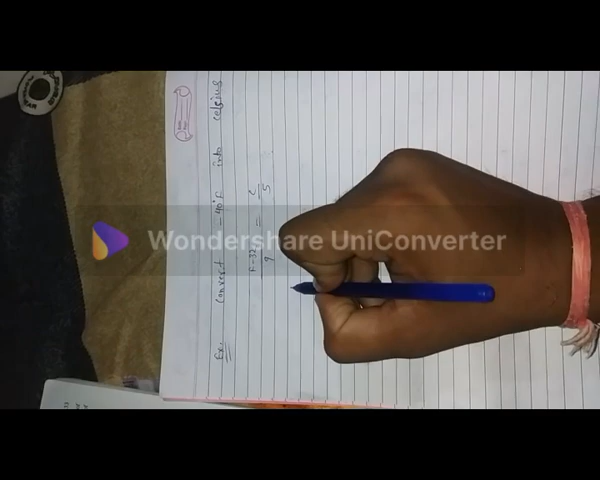 Ex. convert -40°F into celsius
F-32/9 = C/5
Wondershare UniConverter